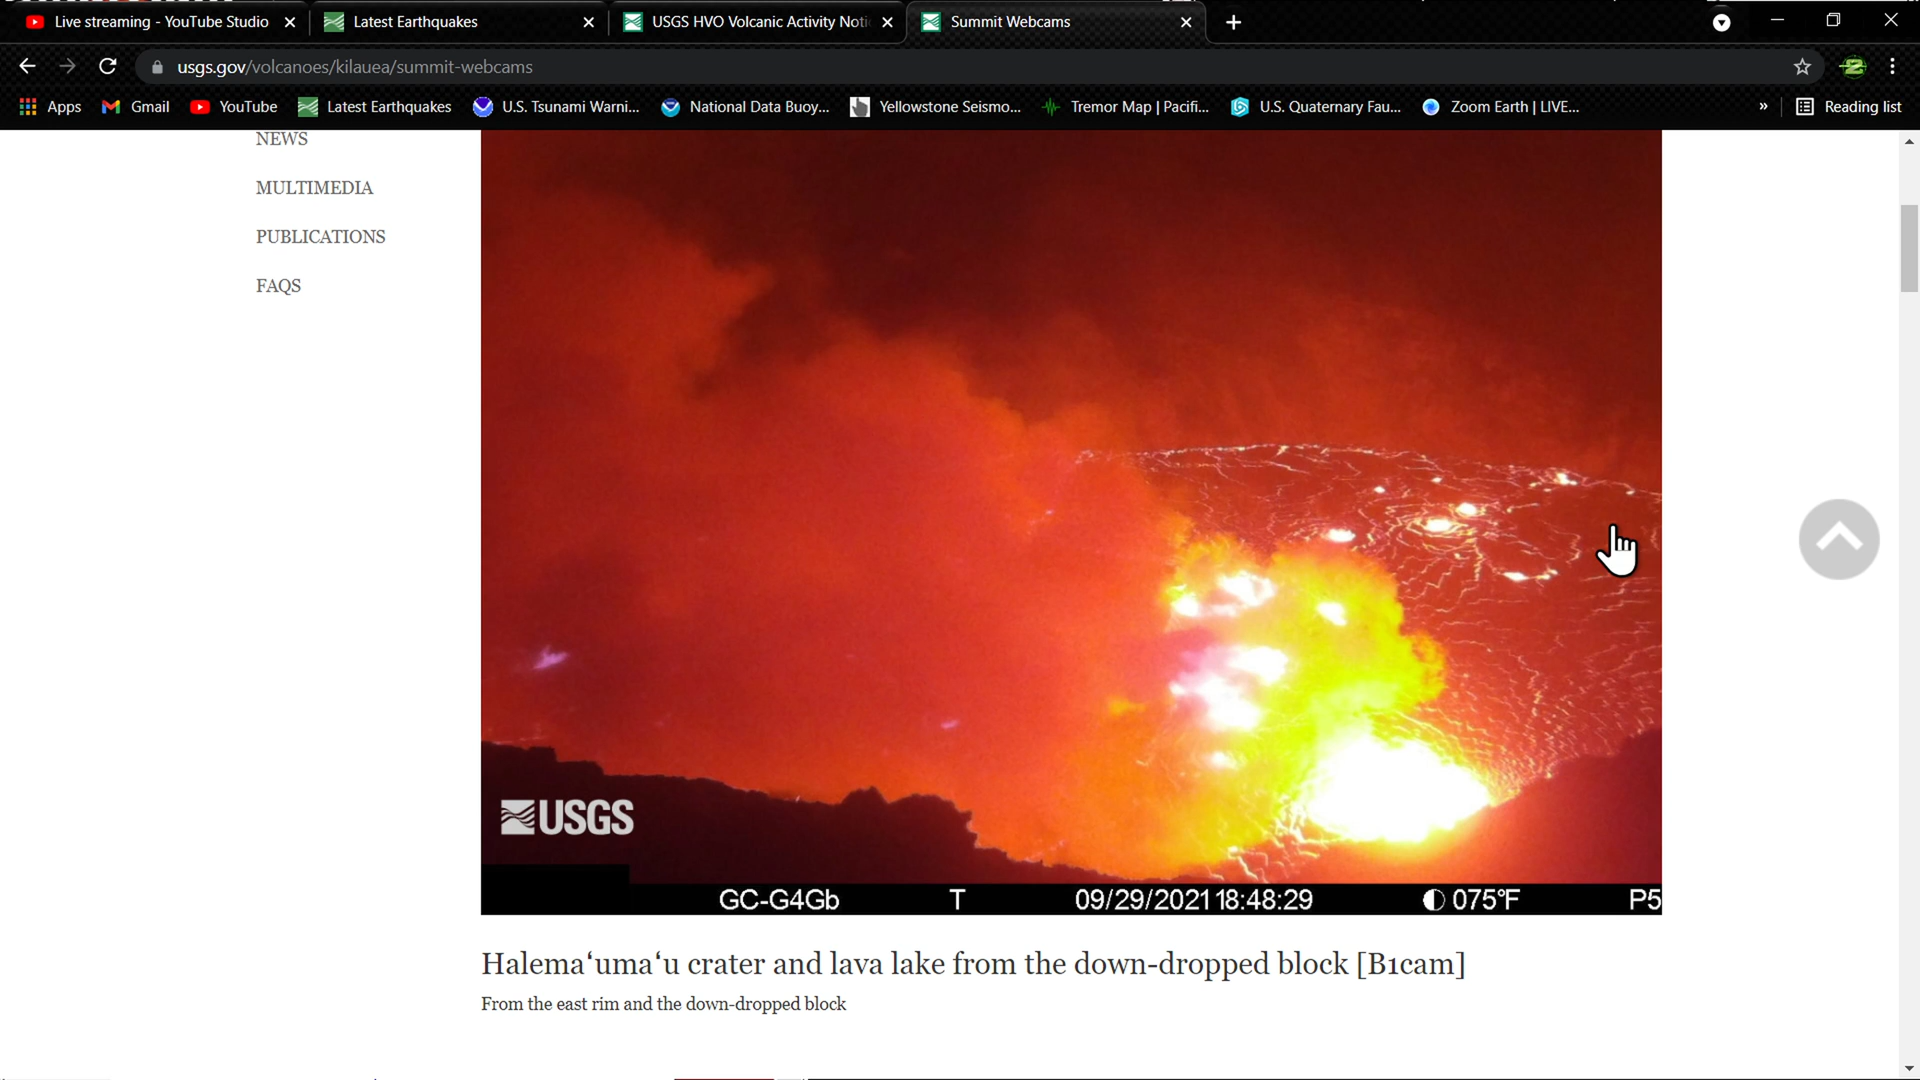 Live streaming - YouTube Studio
Latest Earthquakes
USGS HVO Volcanic Activity Noti
Summit Webcams
usgs.gov/volcanoes/kilauea/summit-webcams
Apps
Gmail
YouTube
Latest Earthquakes
U.S. Tsunami Warni...
National Data Buoy...
Yellowstone Seismo...
Tremor Map | Pacifi...
U.S. Quaternary Fau...
Zoom Earth | LIVE...
»
Reading list
NEWS
MULTIMEDIA
PUBLICATIONS
FAQS
USGS
GC-G4Gb T 09/29/2021 18:48:29 075°F P5
Halemaʻumaʻu crater and lava lake from the down-dropped block [B1cam]
From the east rim and the down-dropped block